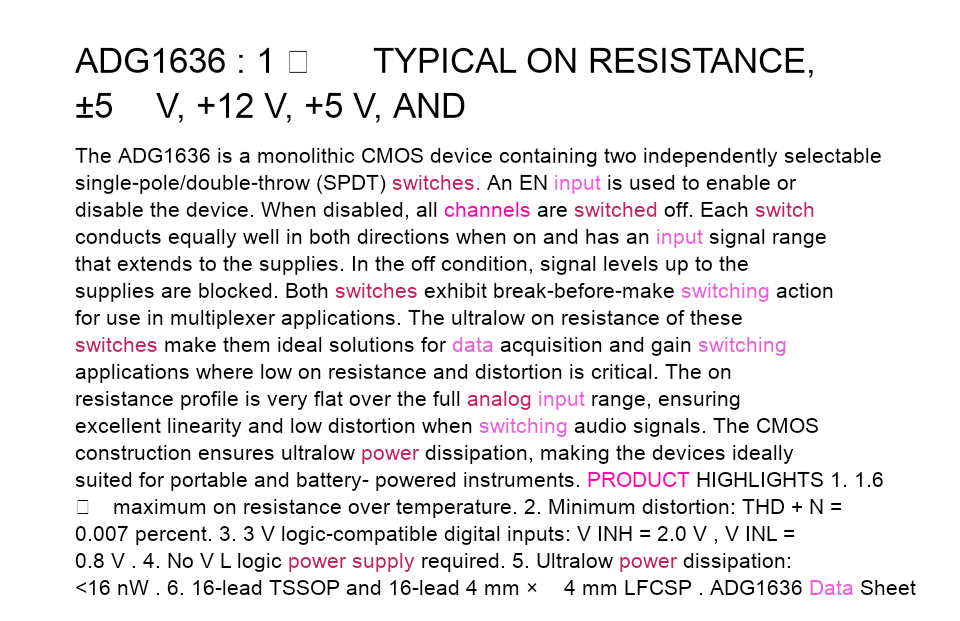 ADG1636 : 1 □ TYPICAL ON RESISTANCE,
±5 V, +12 V, +5 V, AND
The ADG1636 is a monolithic CMOS device containing two independently selectable
single-pole/double-throw (SPDT) switches. An EN input is used to enable or
disable the device. When disabled, all channels are switched off. Each switch
conducts equally well in both directions when on and has an input signal range
that extends to the supplies. In the off condition, signal levels up to the
supplies are blocked. Both switches exhibit break-before-make switching action
for use in multiplexer applications. The ultralow on resistance of these
switches make them ideal solutions for data acquisition and gain switching
applications where low on resistance and distortion is critical. The on
resistance profile is very flat over the full analog input range, ensuring
excellent linearity and low distortion when switching audio signals. The CMOS
construction ensures ultralow power dissipation, making the devices ideally
suited for portable and battery- powered instruments. PRODUCT HIGHLIGHTS 1. 1.6
□ maximum on resistance over temperature. 2. Minimum distortion: THD + N =
0.007 percent. 3. 3 V logic-compatible digital inputs: V INH = 2.0 V , V INL =
0.8 V . 4. No V L logic power supply required. 5. Ultralow power dissipation:
<16 nW . 6. 16-lead TSSOP and 16-lead 4 mm × 4 mm LFCSP . ADG1636 Data Sheet